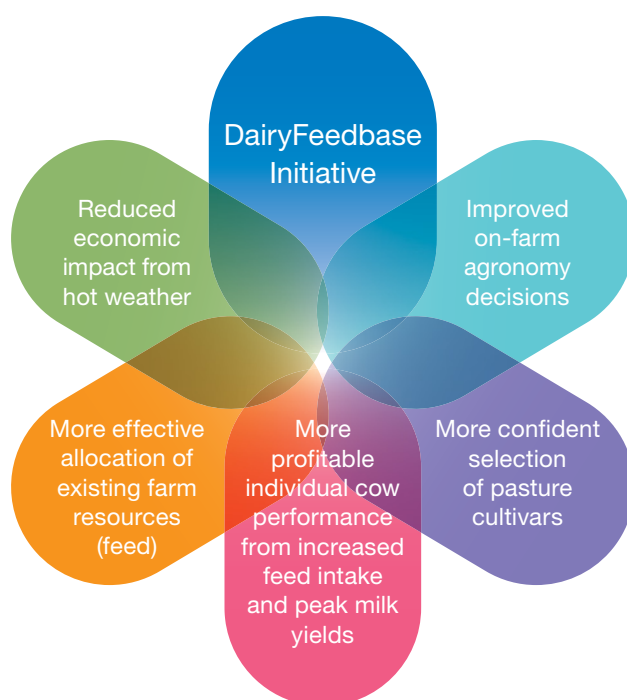 DairyFeedbase
Initiative
Reduced
economic
impact from
hot weather
Improved
on-farm
agronomy
decisions
More effective
allocation of
existing farm
resources
(feed)
More
profitable
individual cow
performance
from increased
feed intake
and peak milk
yields
More confident
selection
of pasture
cultivars